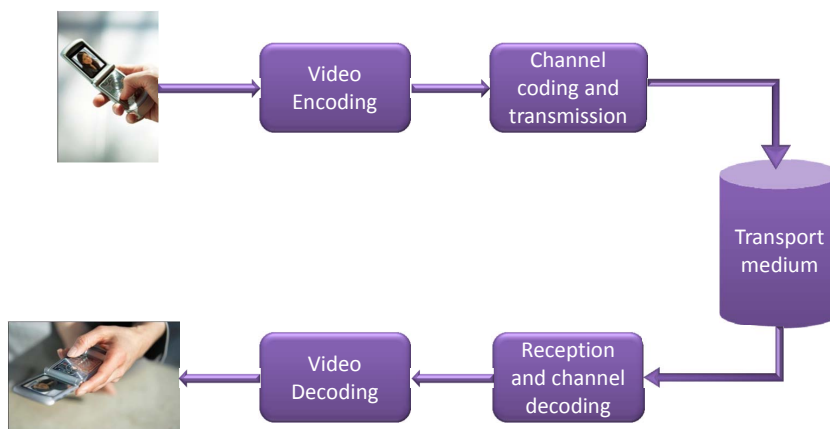 Video
Encoding
Channel
coding and
transmission
Transport
medium
Reception
and channel
decoding
Video
Decoding